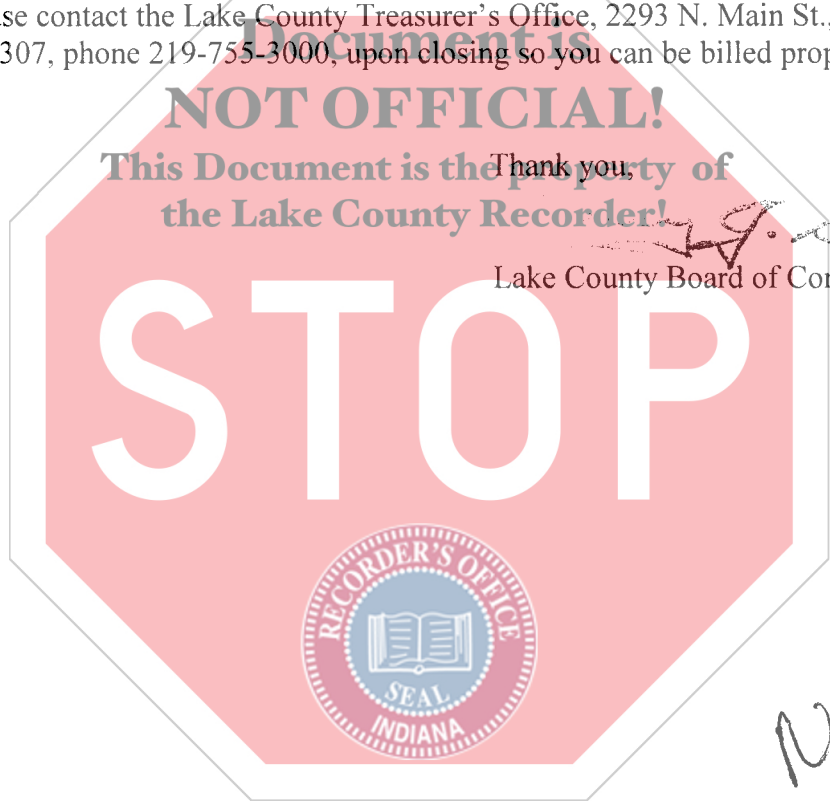 se contact the Lake County Treasurer's Office, 2293 N. Main St.,
Document is
307, phone 219-755-3000, upon closing so you can be billed prop
NOT OFFICIAL!
This Document is the property of
Thank you,
the Lake County Recorder!
Lake County Board of Co
STOP
RECORDER'S OFFICE
SEAL
INDIANA